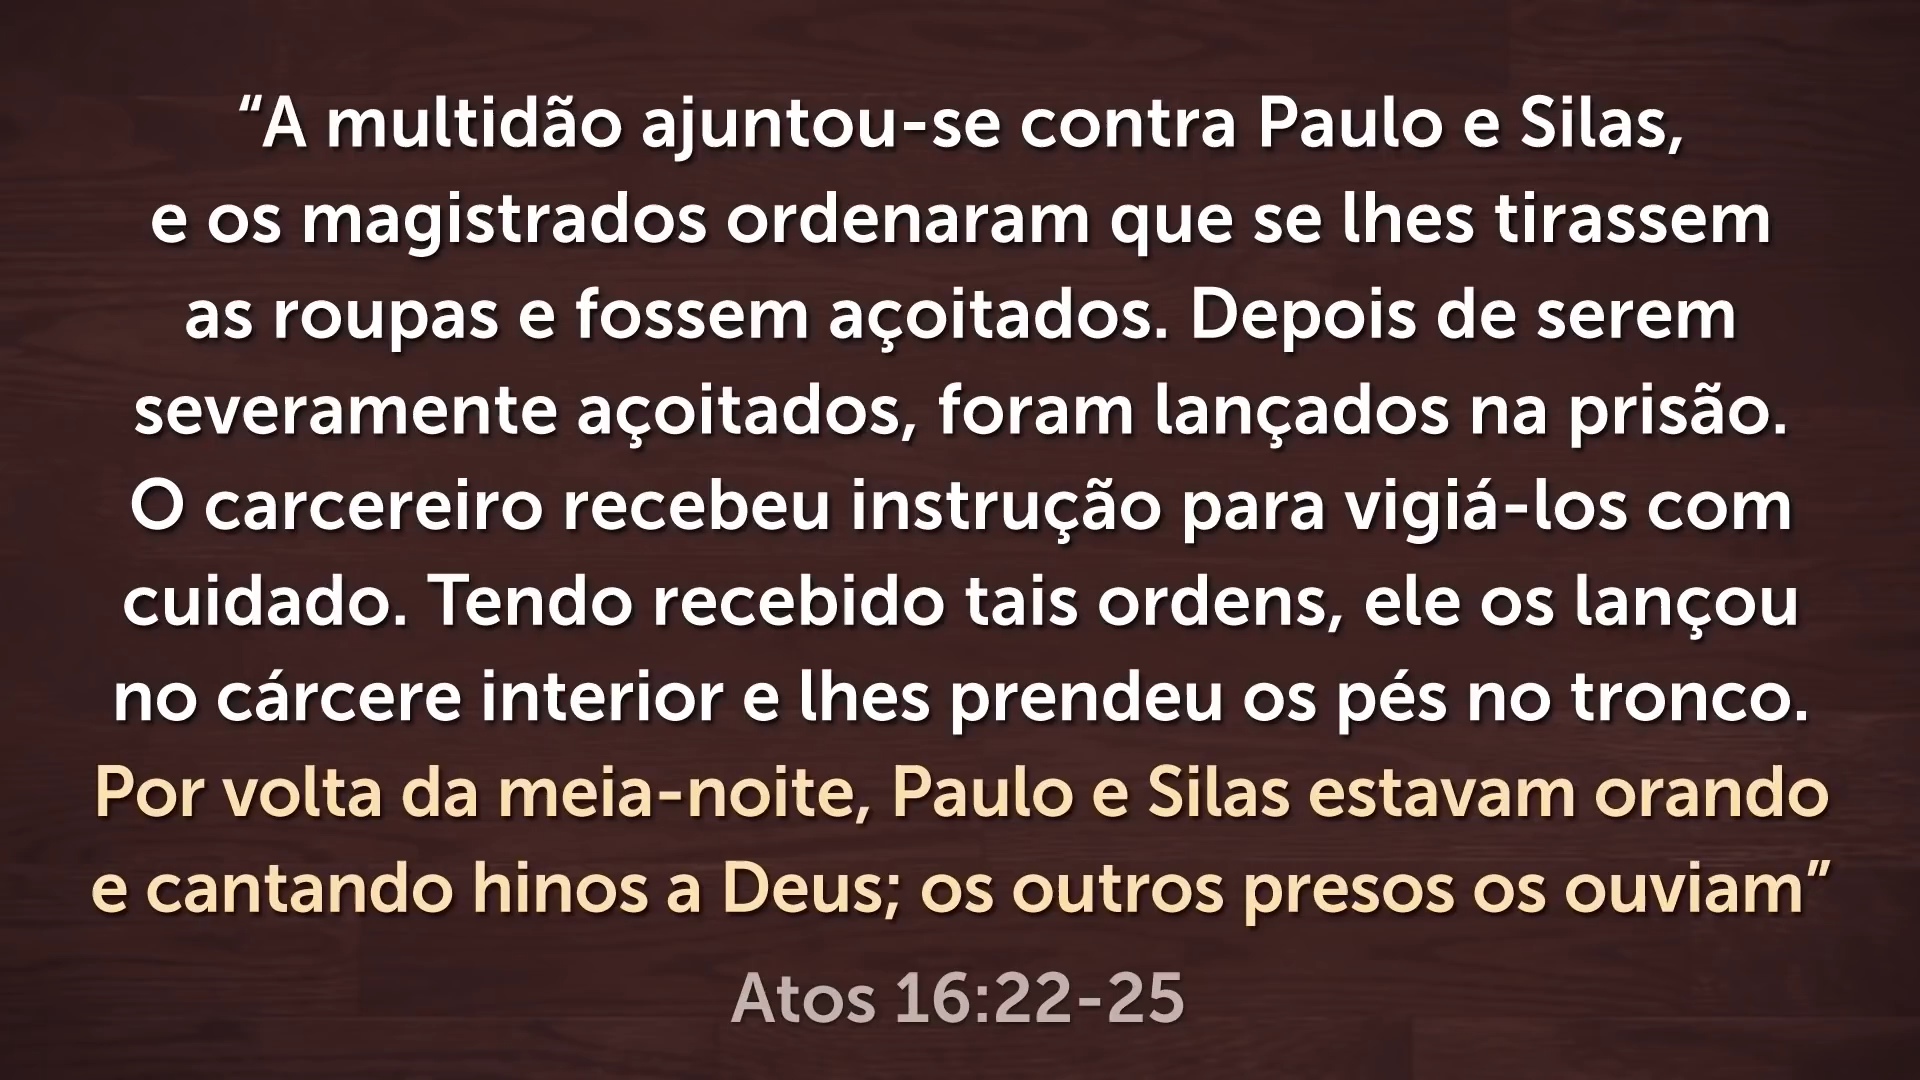 “A multidão ajuntou-se contra Paulo e Silas,
e os magistrados ordenaram que se lhes tirassem
as roupas e fossem açoitados. Depois de serem
severamente açoitados, foram lançados na prisão.
O carcereiro recebeu instrução para vigiá-los com
cuidado. Tendo recebido tais ordens, ele os lançou
no cárcere interior e lhes prendeu os pés no tronco.
Por volta da meia-noite, Paulo e Silas estavam orando
e cantando hinos a Deus; os outros presos os ouviam”
Atos 16:22-25